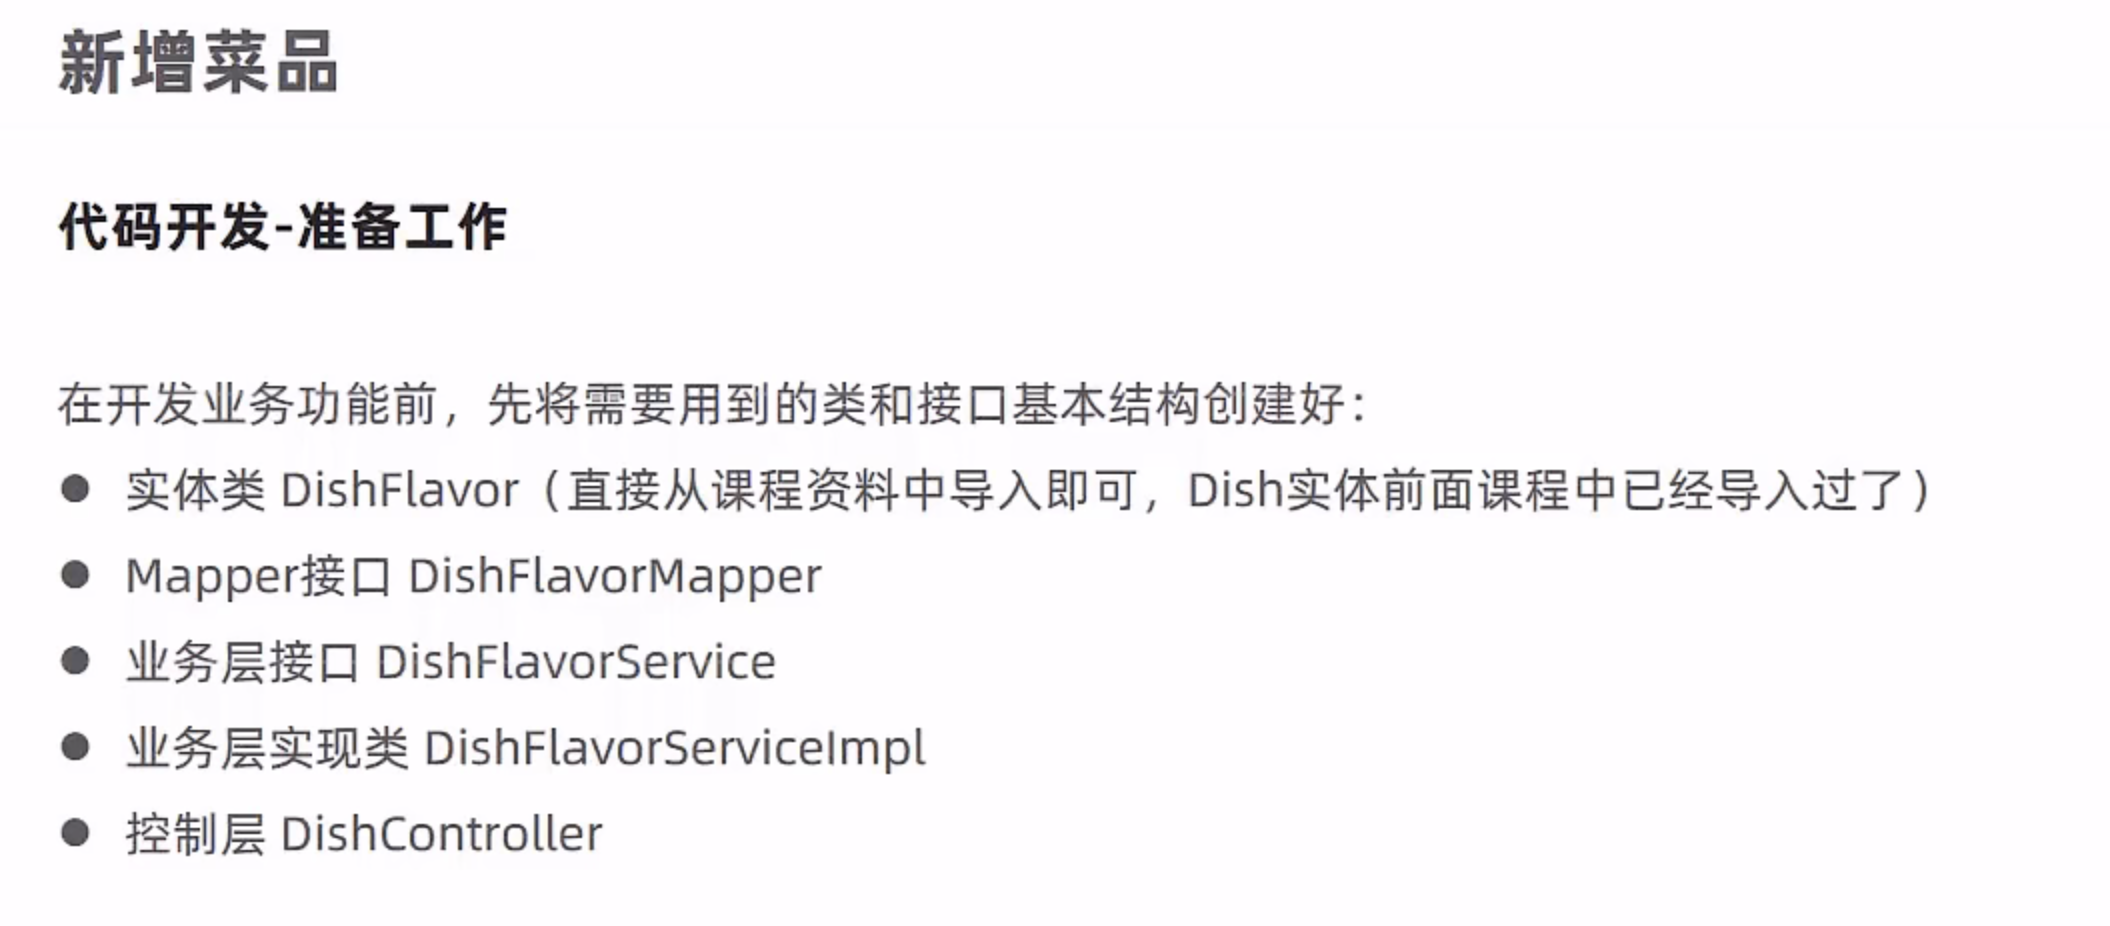 新增菜品
代码开发-准备工作
在开发业务功能前，先将需要用到的类和接口基本结构创建好：
● 实体类 DishFlavor（直接从课程资料中导入即可，Dish实体前面课程中已经导入过了）
● Mapper接口 DishFlavorMapper
● 业务层接口 DishFlavorService
● 业务层实现类 DishFlavorServiceImpl
● 控制层 DishController